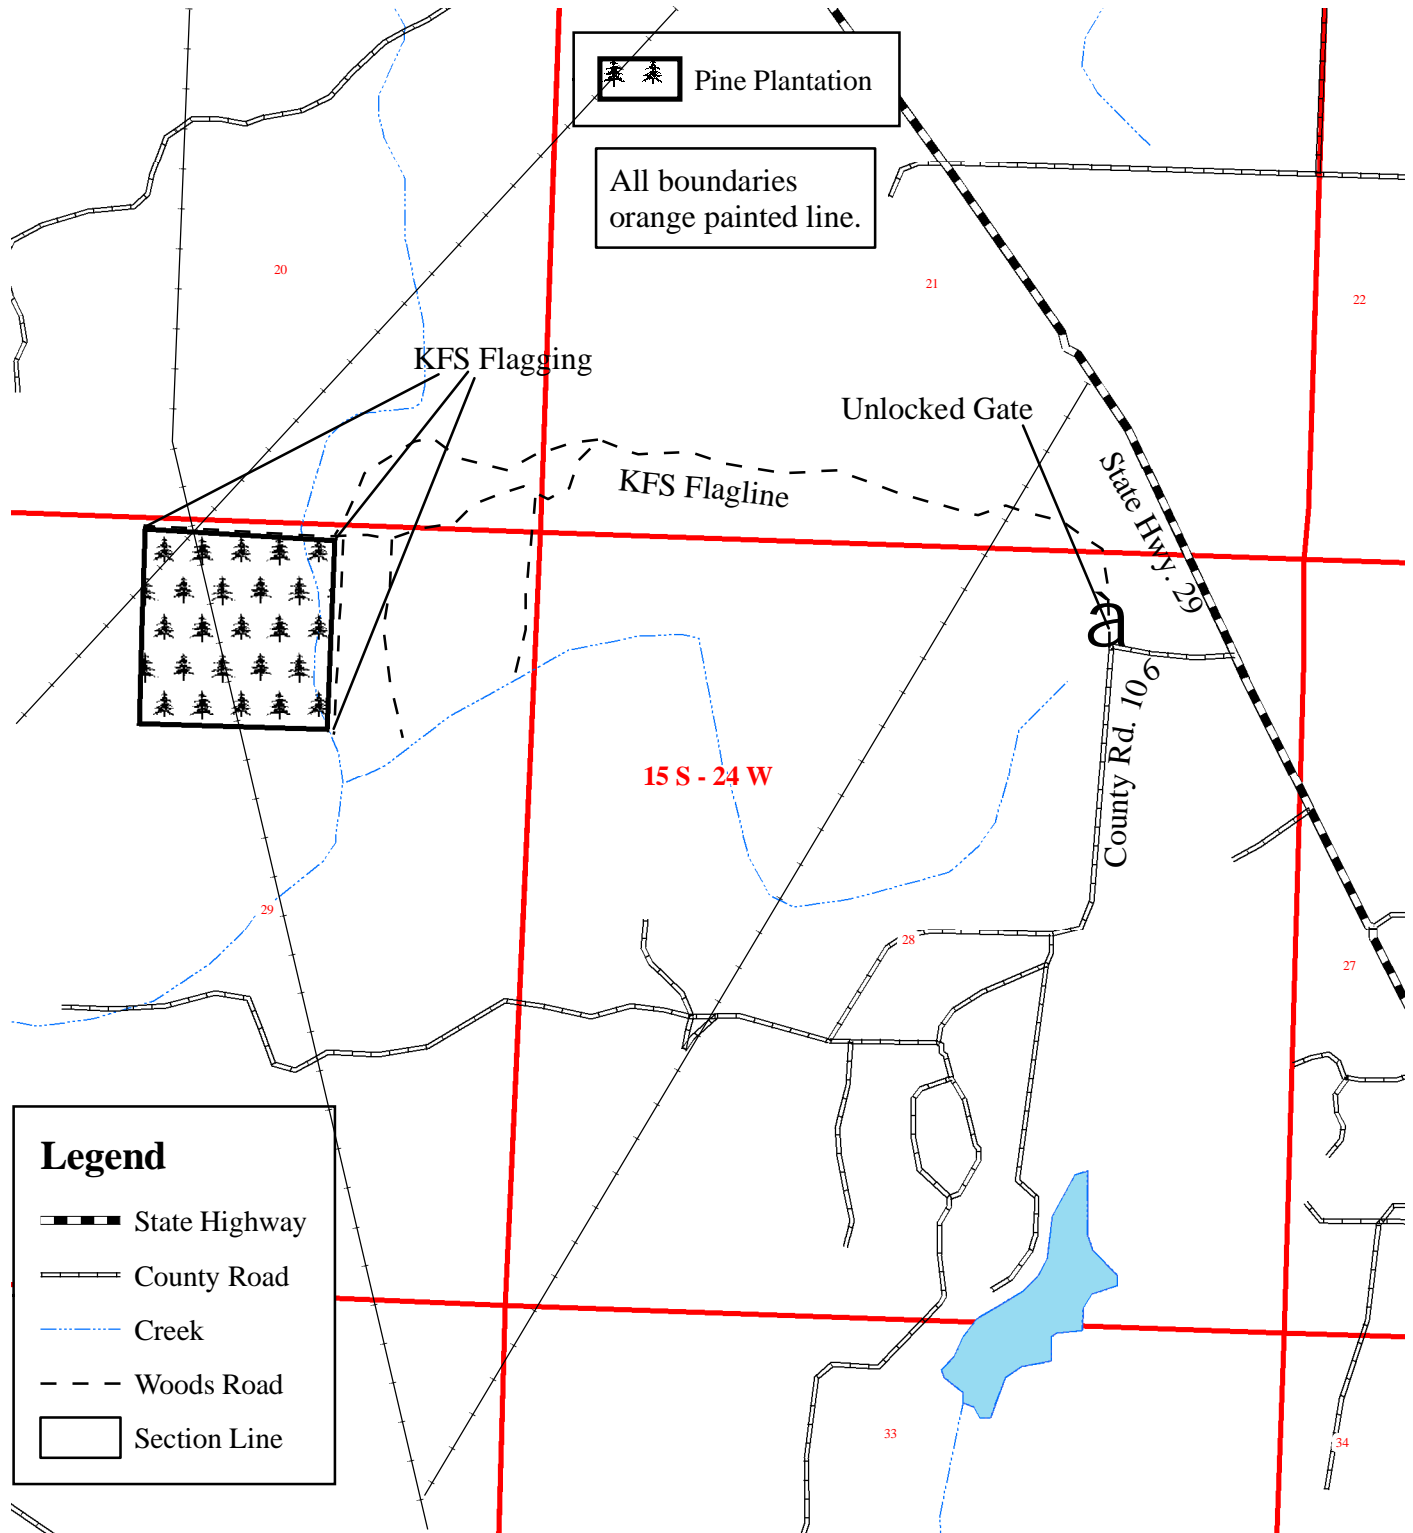 Pine Plantation
All boundaries
orange painted line.
20
21
22
KFS Flagging
Unlocked Gate
KFS Flagline
State Hwy. 29
á
County Rd. 106
15 S - 24 W
29
28
27
Legend
State Highway
County Road
Creek
Woods Road
Section Line
33
34